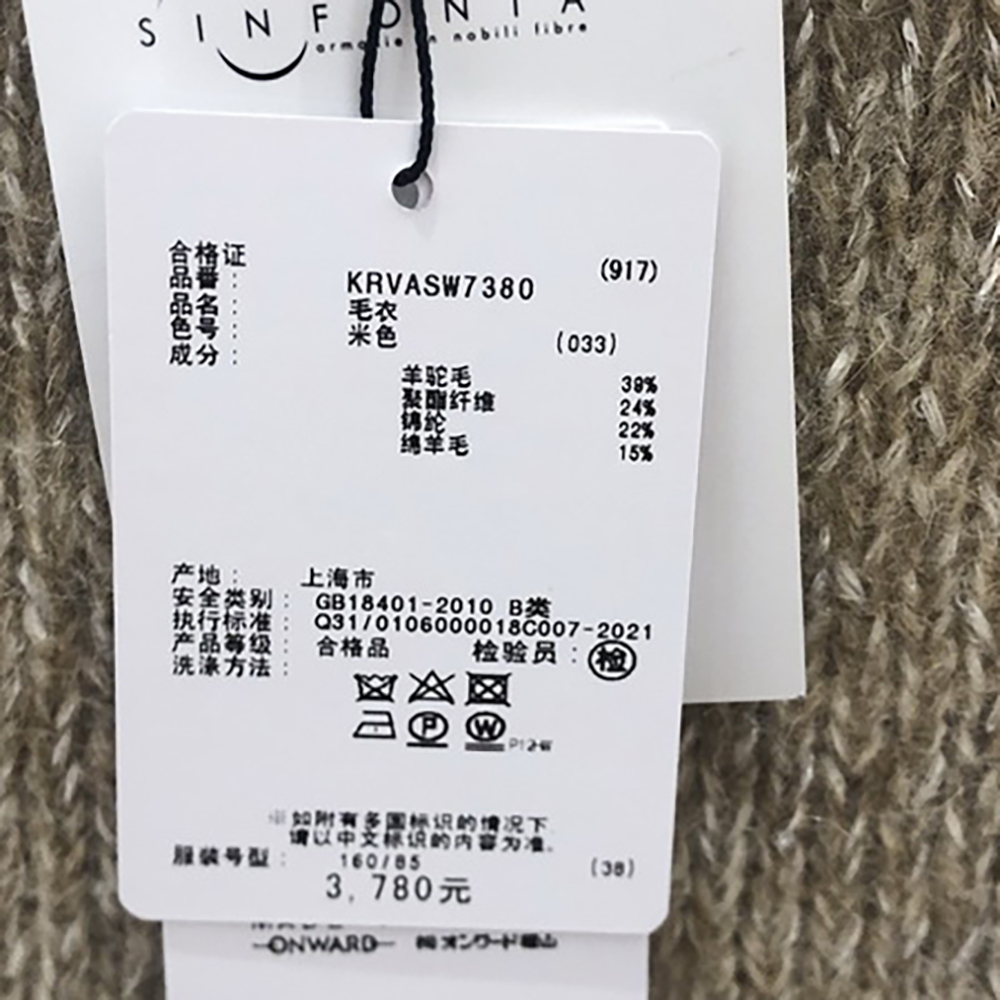 SINFONIA
armonie in nobili fibre
合格证
品番： KRVASW7380 (917)
品名： 毛衣
色号： 米色 (033)
成分：
羊驼毛 39%
聚酯纤维 24%
锦纶 22%
绵羊毛 15%
产地： 上海市
安全类别： GB18401-2010 B类
执行标准： Q31/0106000018C007-2021
产品等级： 合格品 检验员： 检
洗涤方法：
P
W
※如附有多国标识的情况下
请以中文标识的内容为准。
服装号型： 160/85 (38)
3,780元
ONWARD